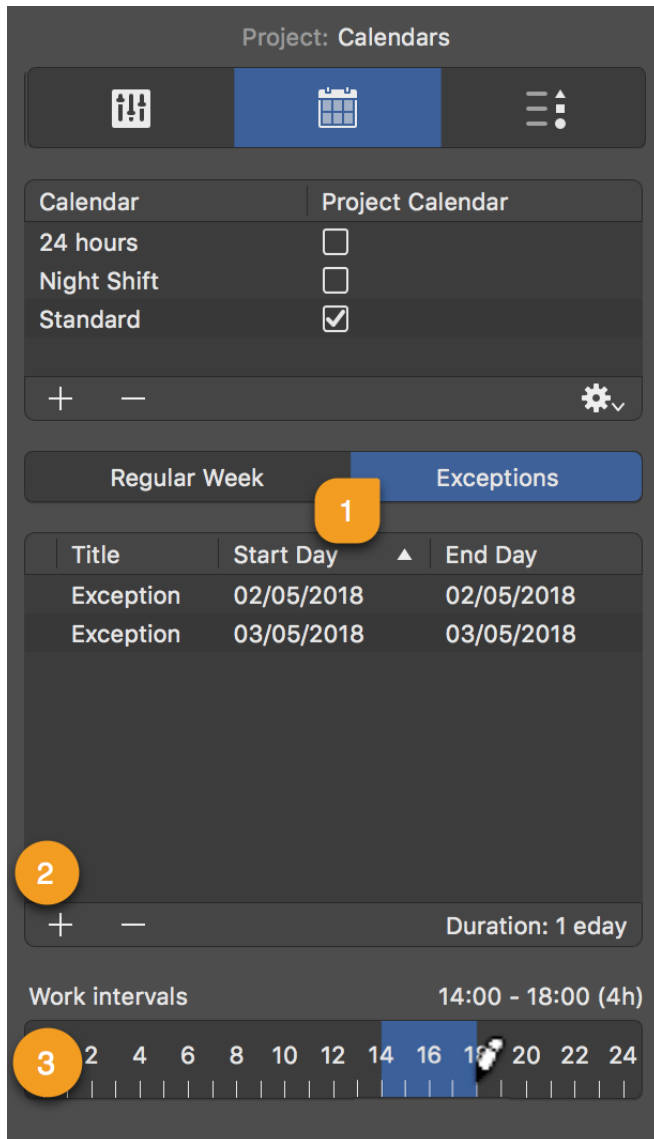 Project: Calendars
Calendar Project Calendar
24 hours
Night Shift
Standard
Regular Week Exceptions
1
Title Start Day End Day
Exception 02/05/2018 02/05/2018
Exception 03/05/2018 03/05/2018
2
Duration: 1 eday
Work intervals 14:00 - 18:00 (4h)
3 2 4 6 8 10 12 14 16 18 20 22 24